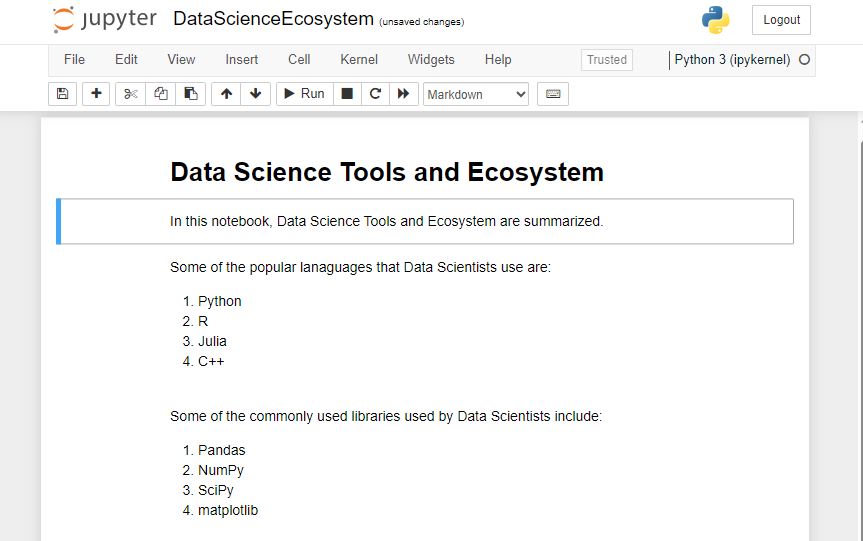 jupyter DataScienceEcosystem (unsaved changes) Logout
File Edit View Insert Cell Kernel Widgets Help Trusted Python 3 (ipykernel)
Run Markdown
Data Science Tools and Ecosystem
In this notebook, Data Science Tools and Ecosystem are summarized.
Some of the popular lanaguages that Data Scientists use are:
1. Python
2. R
3. Julia
4. C++
Some of the commonly used libraries used by Data Scientists include:
1. Pandas
2. NumPy
3. SciPy
4. matplotlib